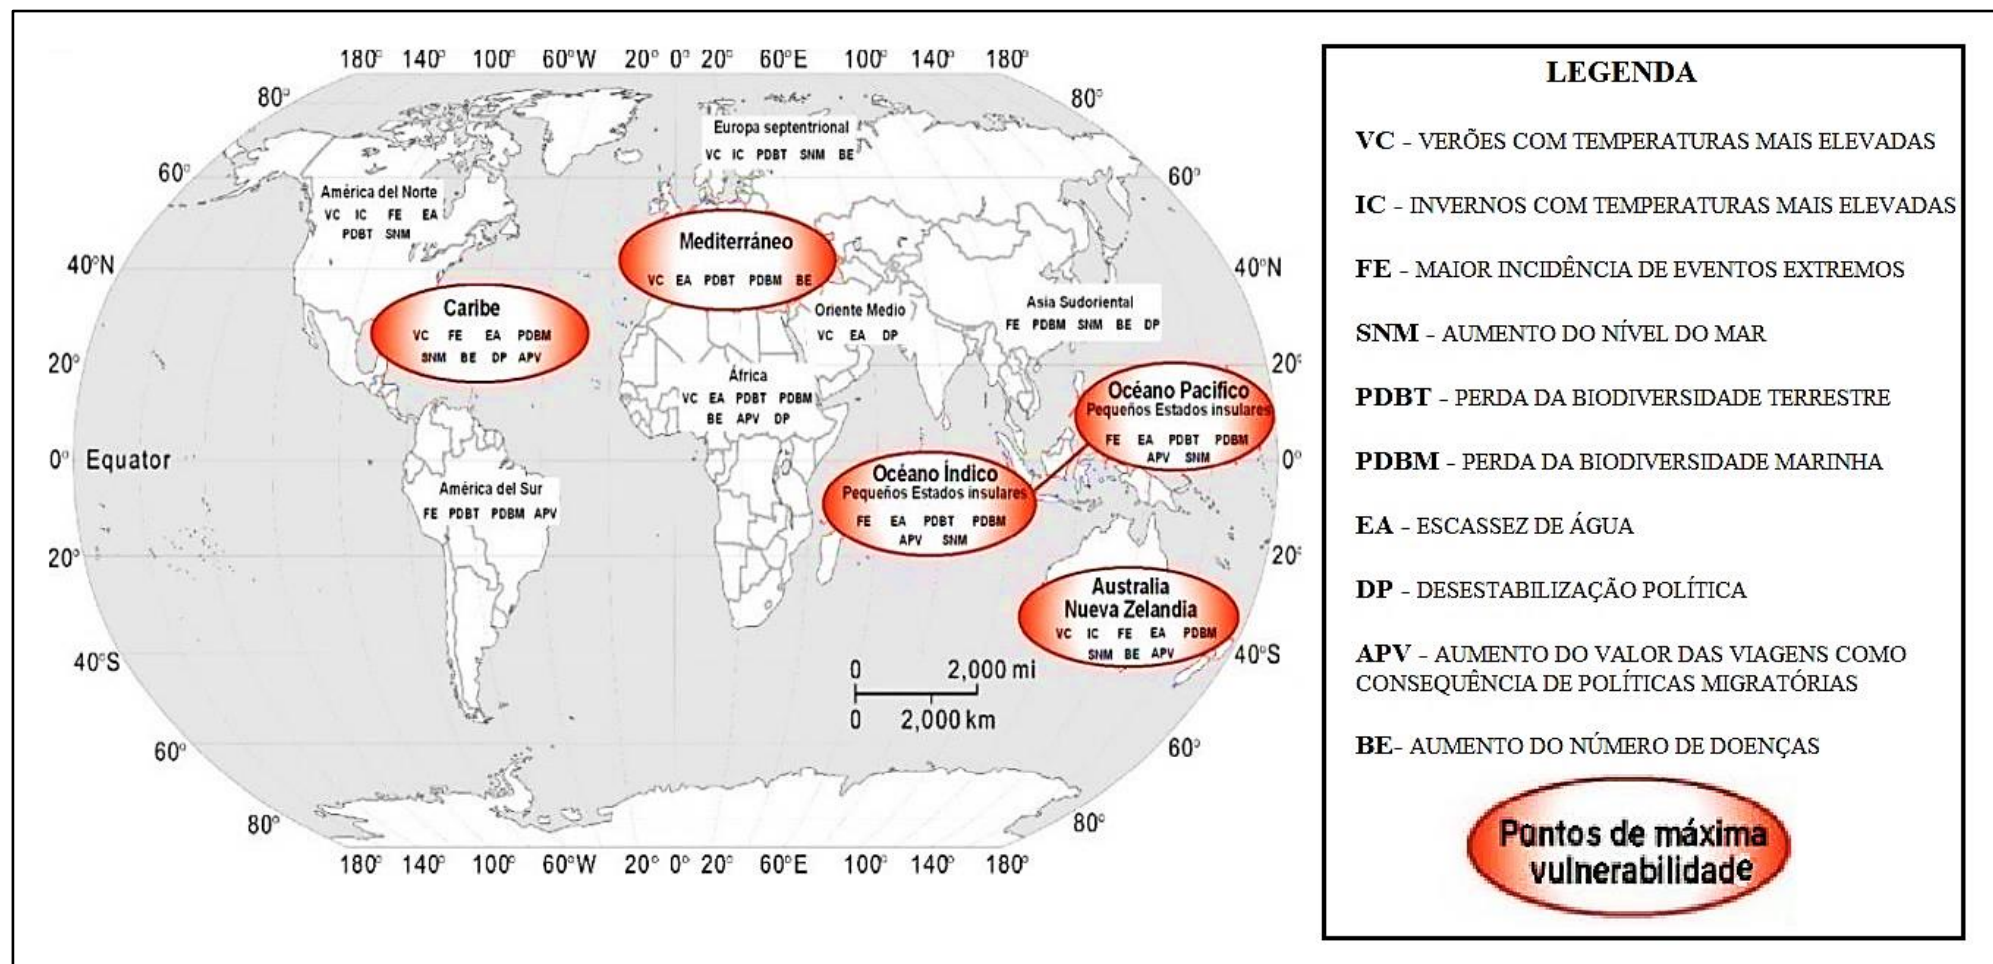 180° 140° 100° 60°W 20° 0° 20° 60°E 100° 140° 180°
80° 80°
Europa septentrional
VC IC PDBT SNM BE
60° 60°
América del Norte
VC IC FE EA
PDBT SNM
Mediterráneo
VC EA PDBT PDBM BE
40°N 40°N
Caribe
VC FE EA PDBM
SNM BE DP APV
Oriente Medio
VC EA DP
Asia Sudoriental
FE PDBM SNM BE DP
20° 20°
África
VC EA PDBT PDBM
BE APV DP
Océano Pacifico
Pequeños Estados insulares
FE EA PDBT PDBM
APV SNM
0° Equator 0°
Océano Índico
Pequeños Estados insulares
FE EA PDBT PDBM
APV SNM
América del Sur
FE PDBT PDBM APV
20° 20°
Australia
Nueva Zelandia
VC IC FE EA PDBM
SNM BE APV
40°S 40°S
0 2,000 mi
0 2,000 km
60° 60°
80° 80°
180° 140° 100° 60°W 20° 0° 20° 60°E 100° 140° 180°
LEGENDA
VC - VERÕES COM TEMPERATURAS MAIS ELEVADAS
IC - INVERNOS COM TEMPERATURAS MAIS ELEVADAS
FE - MAIOR INCIDÊNCIA DE EVENTOS EXTREMOS
SNM - AUMENTO DO NÍVEL DO MAR
PDBT - PERDA DA BIODIVERSIDADE TERRESTRE
PDBM - PERDA DA BIODIVERSIDADE MARINHA
EA - ESCASSEZ DE ÁGUA
DP - DESESTABILIZAÇÃO POLÍTICA
APV - AUMENTO DO VALOR DAS VIAGENS COMO
CONSEQUÊNCIA DE POLÍTICAS MIGRATÓRIAS
BE- AUMENTO DO NÚMERO DE DOENÇAS
Puntos de máxima
vulnerabilidade